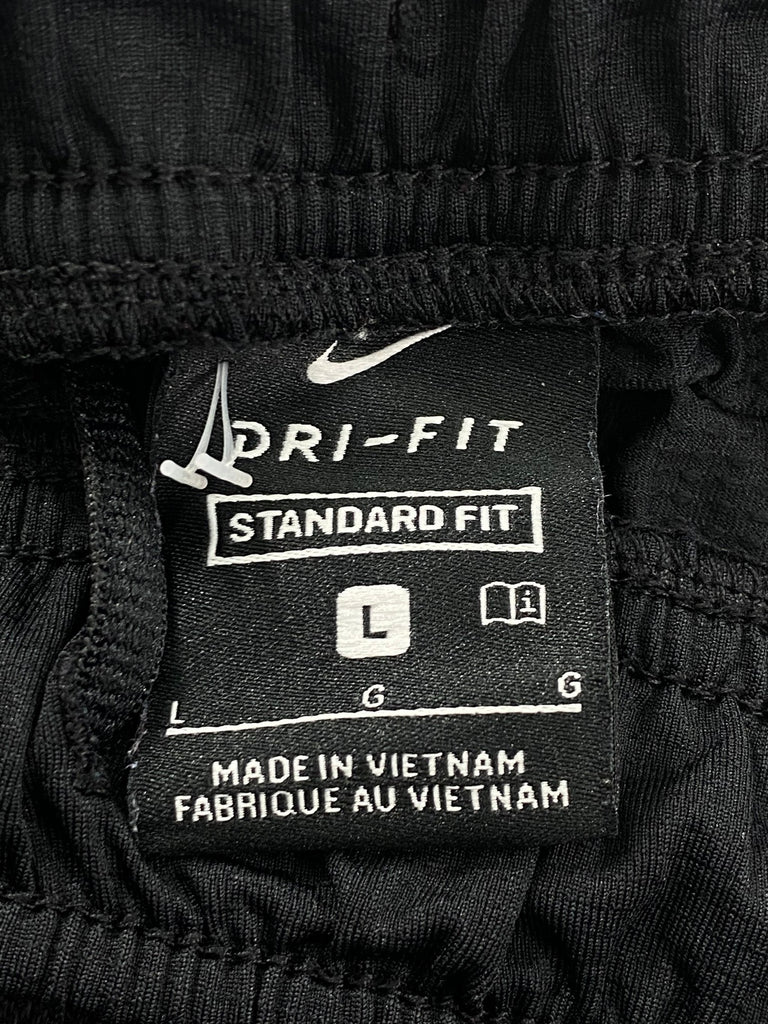 DRI-FIT
STANDARD FIT
L
i
L G G
MADE IN VIETNAM
FABRIQUE AU VIETNAM